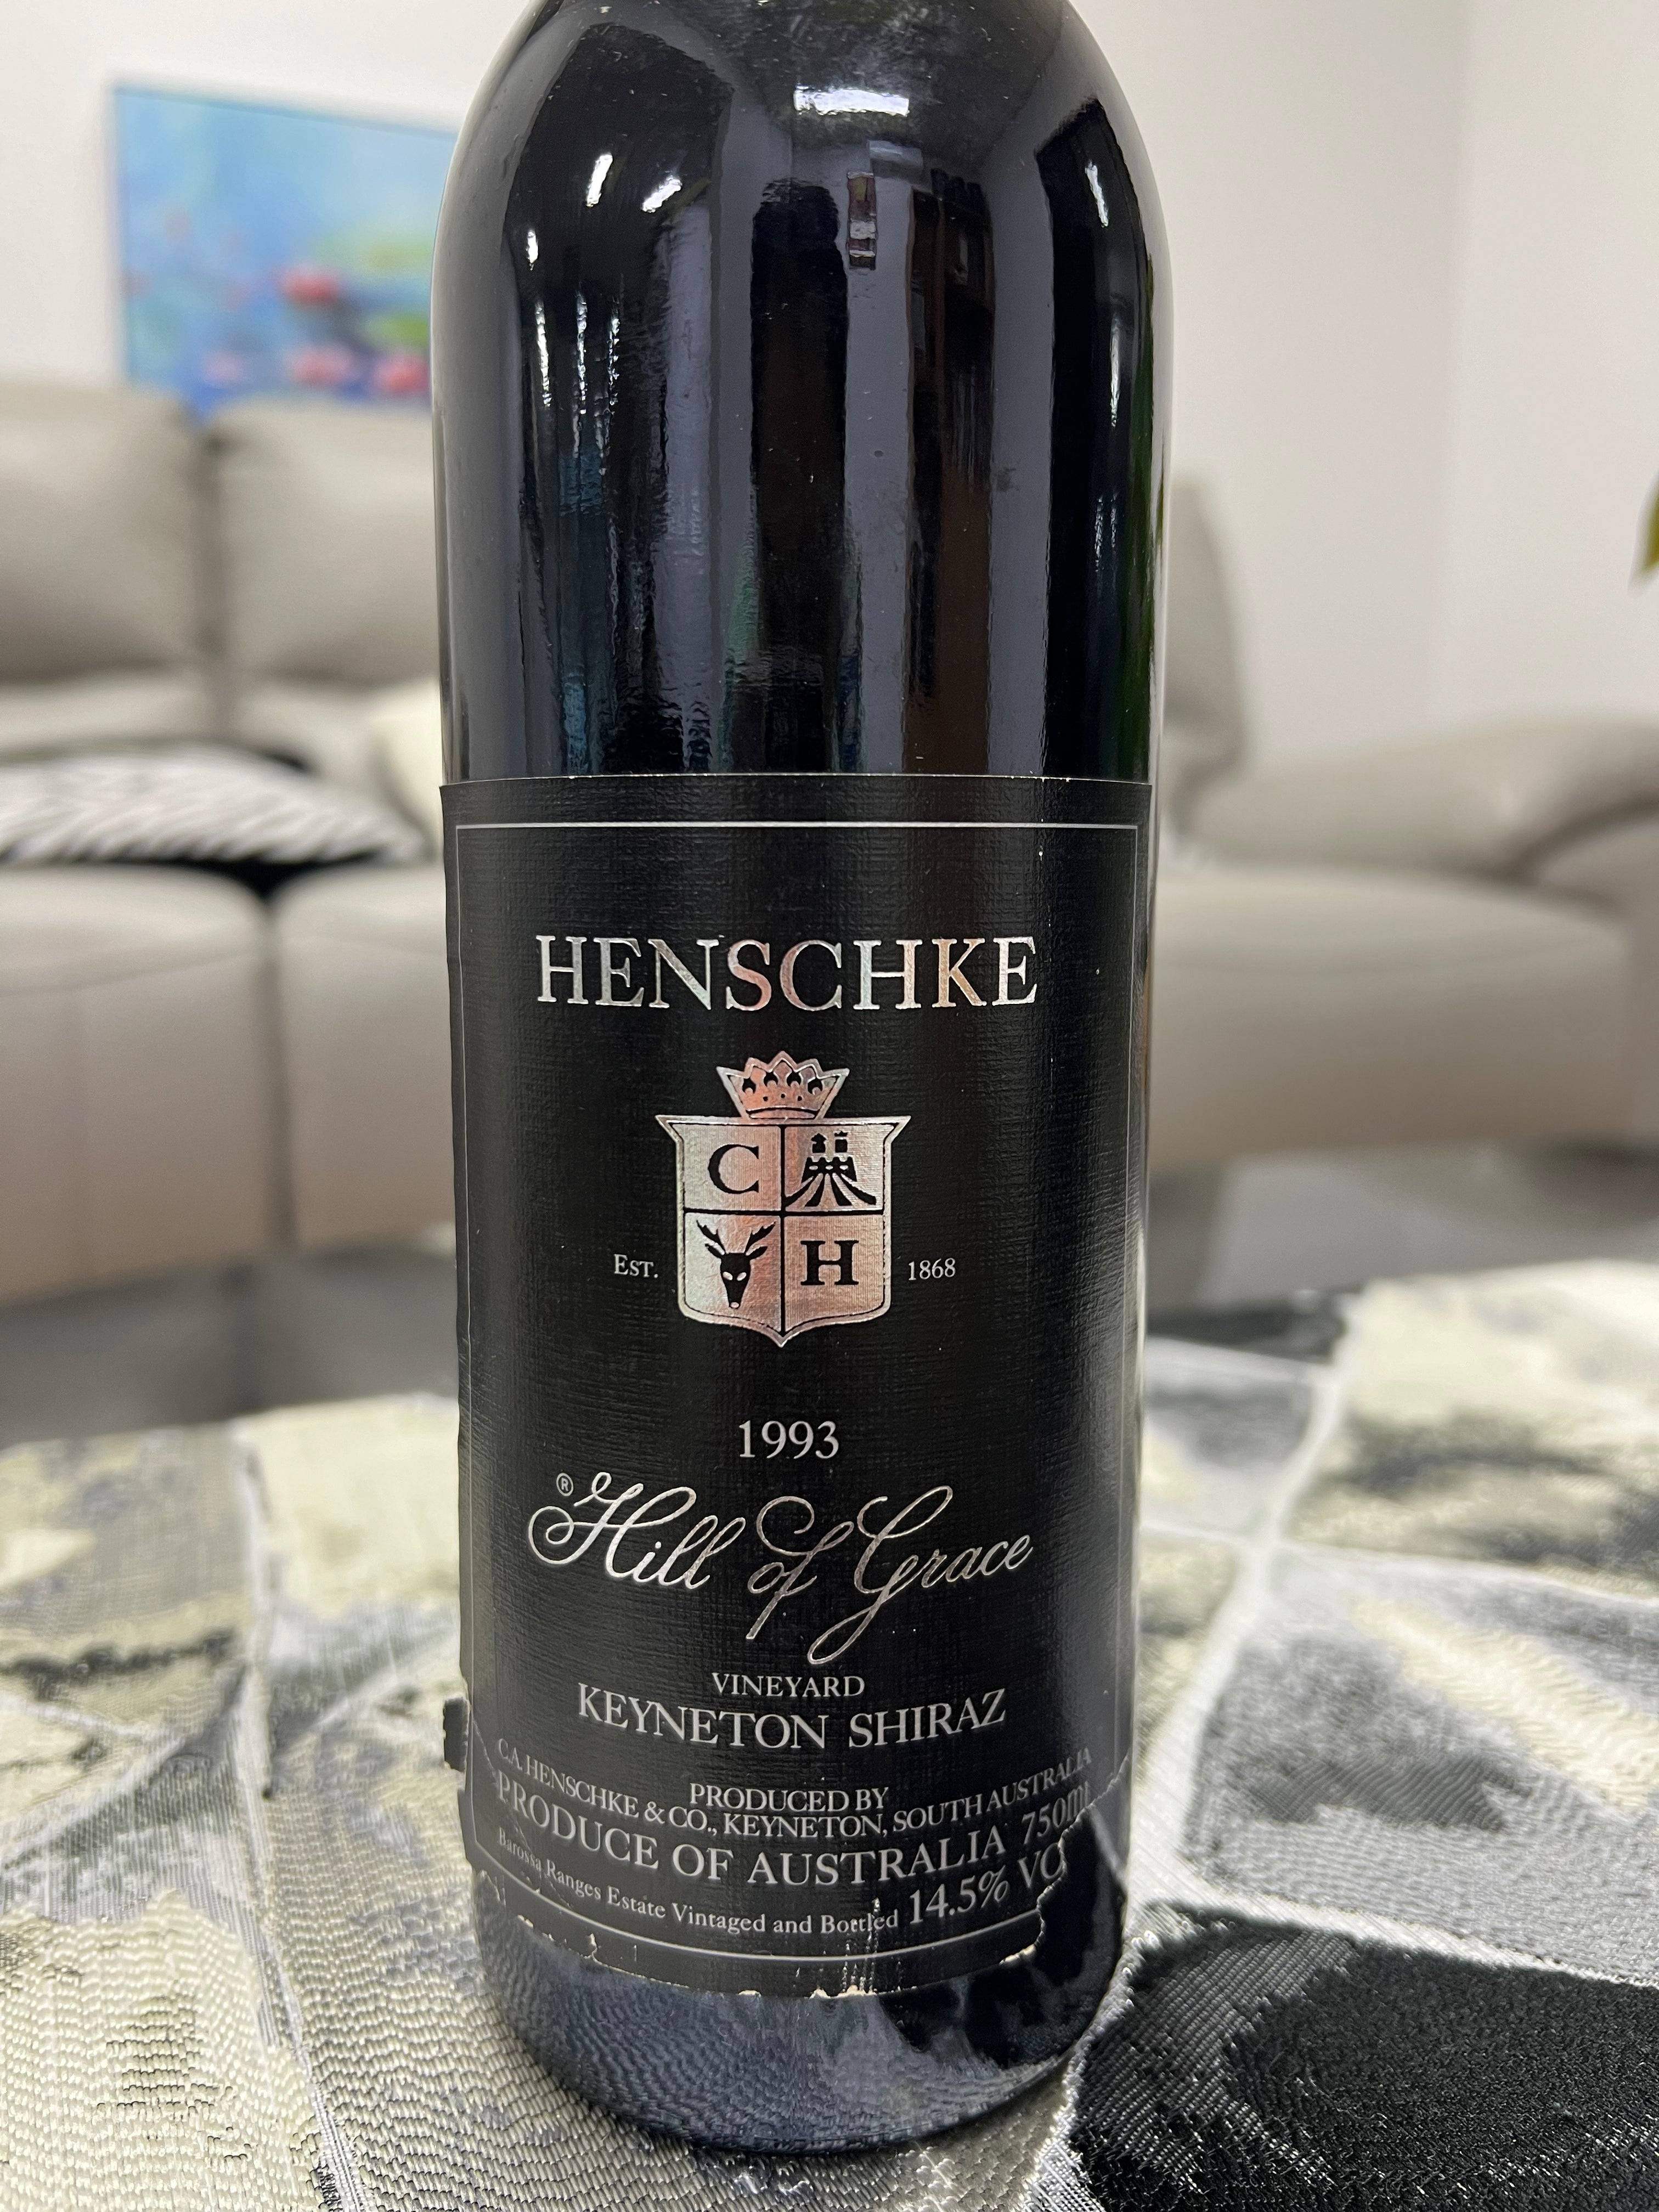 HENSCHKE
C
H
EST. 1868
1993
® Hill of Grace
VINEYARD
KEYNETON SHIRAZ
PRODUCED BY
C.A. HENSCHKE & CO., KEYNETON, SOUTH AUSTRALIA
PRODUCE OF AUSTRALIA 750ml
Barossa Ranges Estate Vintaged and Bottled 14.5%